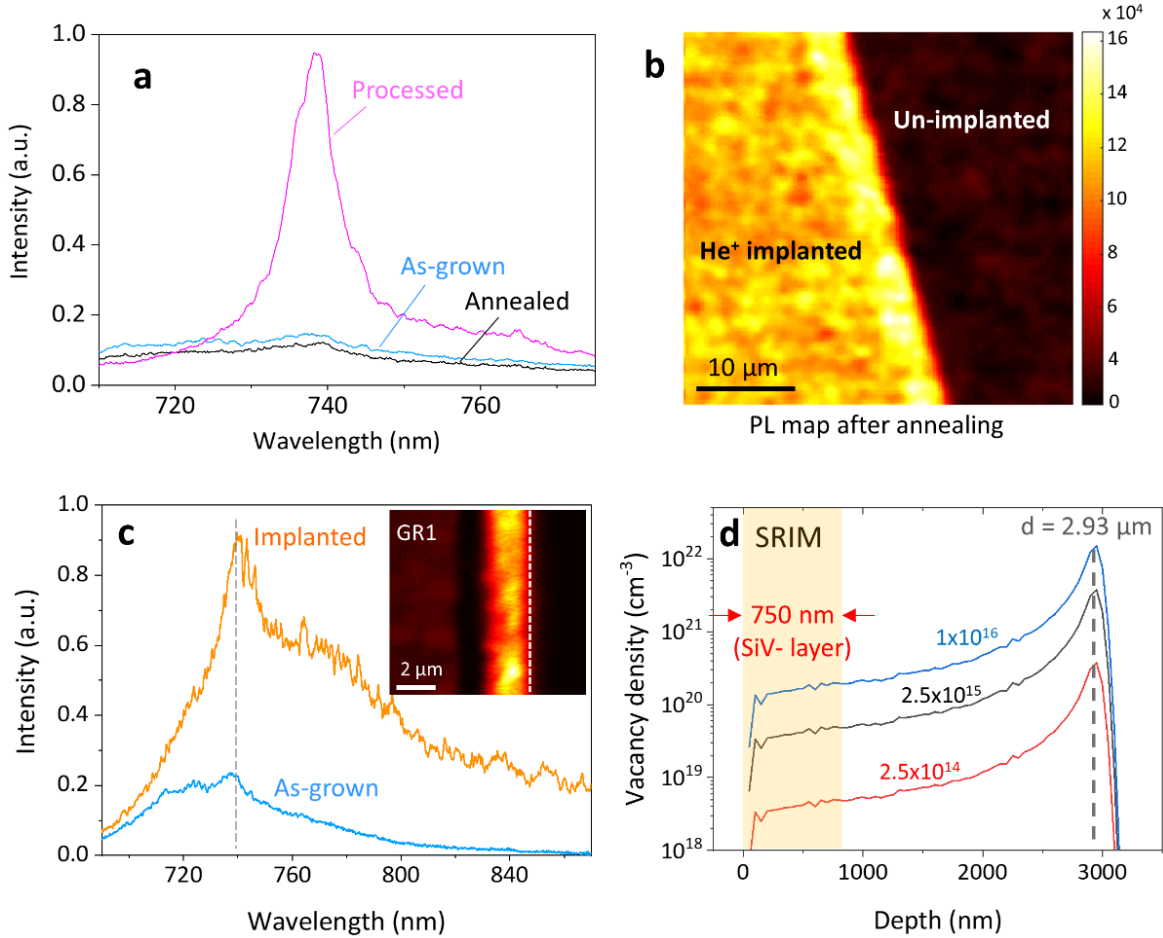 a
Intensity (a.u.)
1.0
0.8
0.6
0.4
0.2
0.0
Processed
As-grown
Annealed
720
740
760
Wavelength (nm)
b
Un-implanted
He⁺ implanted
10 μm
PL map after annealing
x 10⁴
16
14
12
10
8
6
4
2
0
c
Intensity (a.u.)
1.0
0.8
0.6
0.4
0.2
0.0
Implanted
As-grown
GR1
2 μm
720
760
800
840
Wavelength (nm)
d
SRIM
d = 2.93 μm
750 nm
(SiV- layer)
1x10¹⁶
2.5x10¹⁵
2.5x10¹⁴
Vacancy density (cm⁻³)
10²²
10²¹
10²⁰
10¹⁹
10¹⁸
0
1000
2000
3000
Depth (nm)